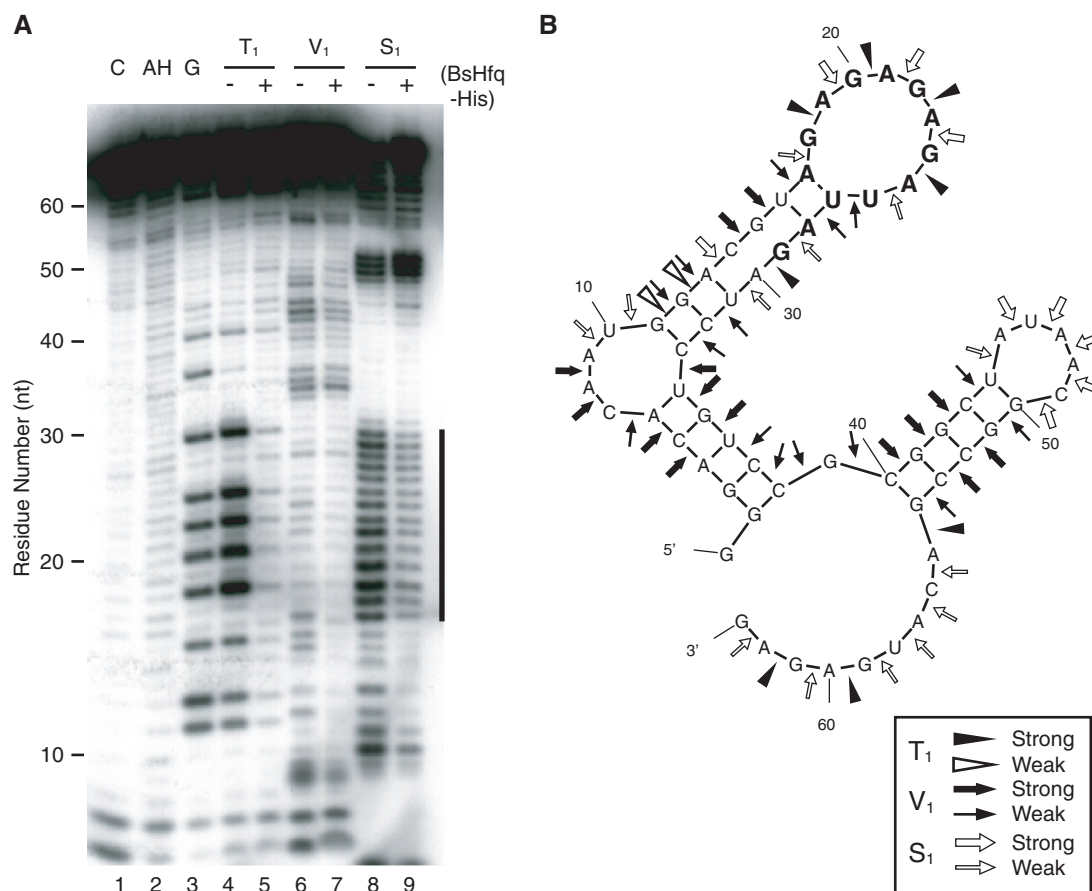 A
T1 V1 S1
C AH G - + - + - + (BsHfq-His)
Residue Number (nt)
60
50
40
30
20
10
1 2 3 4 5 6 7 8 9
B
20
G A G A G A U U
A G A U A G
U A
G U
C C
A C
G U
G G
10 30
U A A C A C A G G G
U C C G C G G C U
5’
40
A U A A C G G C C G
50
A C A U G A G A G
60
3’
T1 Strong
Weak
V1 Strong
Weak
S1 Strong
Weak